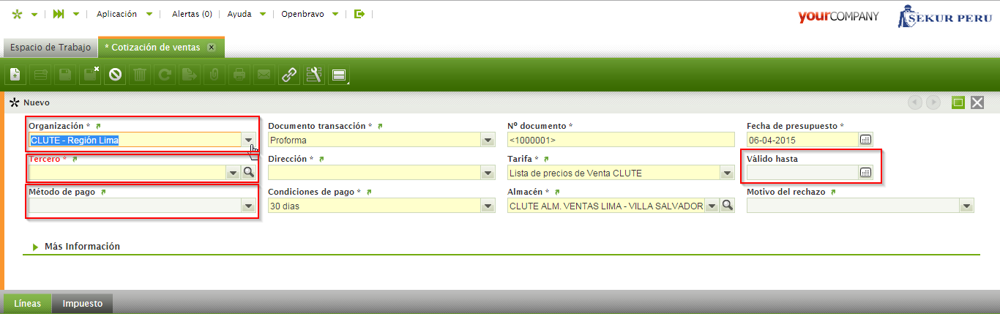 Aplicación Alertas (0) Ayuda Openbravo yourCOMPANY SEKUR PERU
Espacio de Trabajo * Cotización de ventas
Nuevo
Organización * Documento transacción * Nº documento * Fecha de presupuesto *
CLUTE - Región Lima Proforma <1000001> 06-04-2015
Tercero * Dirección * Tarifa * Válido hasta
Lista de precios de Venta CLUTE
Método de pago Condiciones de pago * Almacén * Motivo del rechazo
30 dias CLUTE ALM. VENTAS LIMA - VILLA SALVADOR
Más Información
Líneas Impuesto